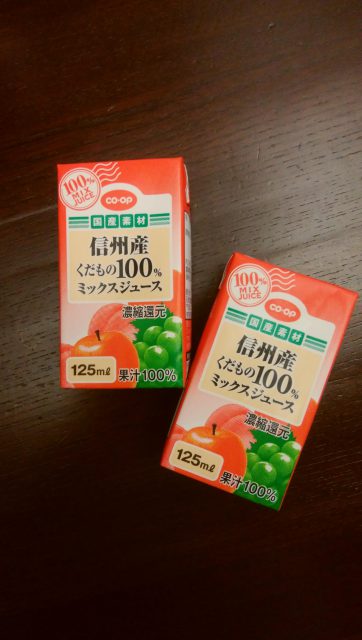 100%
MIX
JUICE
CO·OP
国産素材
信州産
くだもの100%
ミックスジュース
濃縮還元
125mℓ
果汁100%
100%
MIX
JUICE
CO·OP
国産素材
信州産
くだもの100%
ミックスジュース
濃縮還元
125mℓ
果汁100%